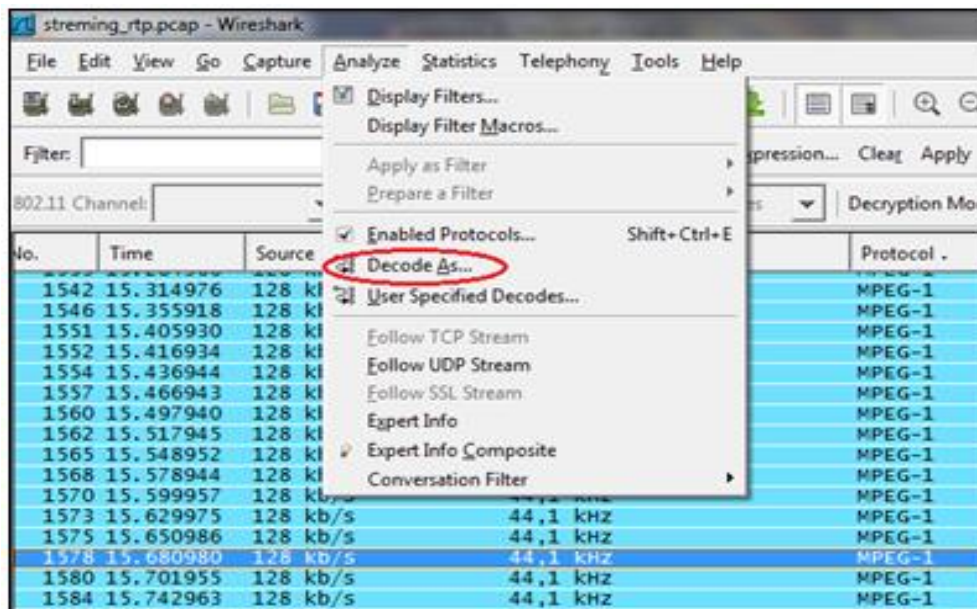 streming_rtp.pcap - Wireshark
File Edit View Go Capture Analyze Statistics Telephony Tools Help
Display Filters...
Display Filter Macros...
Filter: pression... Clear Apply
Apply as Filter
Prepare a Filter
802.11 Channel: Decryption Mo
Enabled Protocols... Shift+Ctrl+E
No. Time Source Protocol .
Decode As...
1542 15.314976 128 MPEG-1
User Specified Decodes...
1546 15.355918 128 MPEG-1
1551 15.405930 128 MPEG-1
Follow TCP Stream
1552 15.416934 128 MPEG-1
Follow UDP Stream
1554 15.436944 128 MPEG-1
1557 15.466943 128 MPEG-1
Follow SSL Stream
1560 15.497940 128 MPEG-1
Expert Info
1562 15.517945 128 MPEG-1
1565 15.548952 128 MPEG-1
Expert Info Composite
1568 15.578944 128 MPEG-1
Conversation Filter
1570 15.599957 128 kb/s 44,1 kHz MPEG-1
1573 15.629975 128 kb/s 44,1 kHz MPEG-1
1575 15.650986 128 kb/s 44,1 kHz MPEG-1
1578 15.680980 128 kb/s 44,1 kHz MPEG-1
1580 15.701955 128 kb/s 44,1 kHz MPEG-1
1584 15.742963 128 kb/s 44,1 kHz MPEG-1